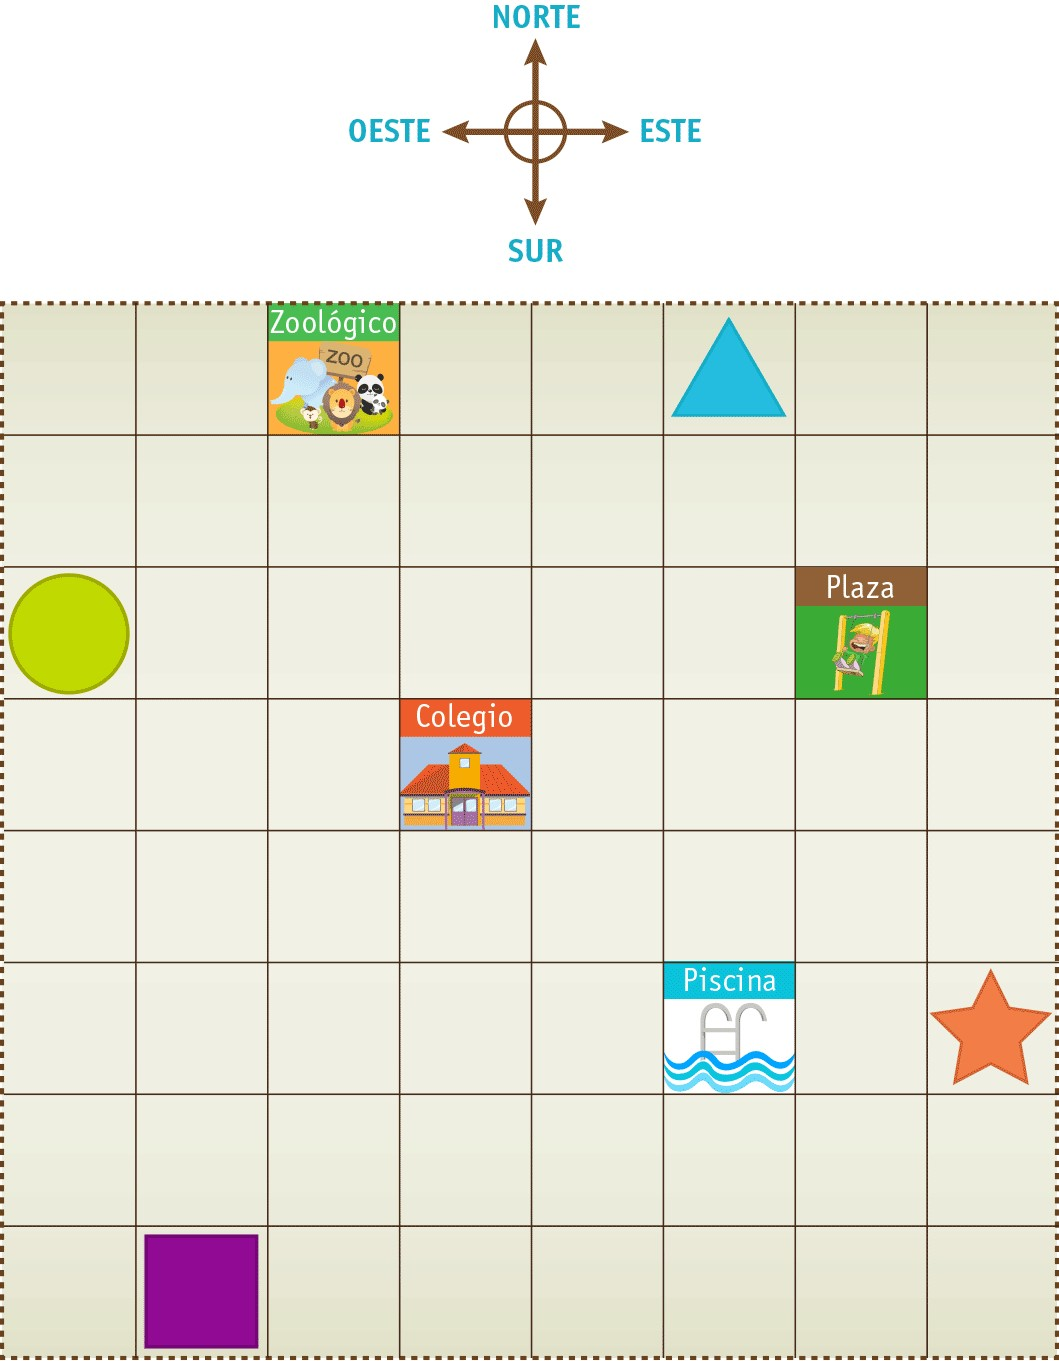 NORTE
OESTE
ESTE
SUR
Zoológico
ZOO
Plaza
Colegio
Piscina